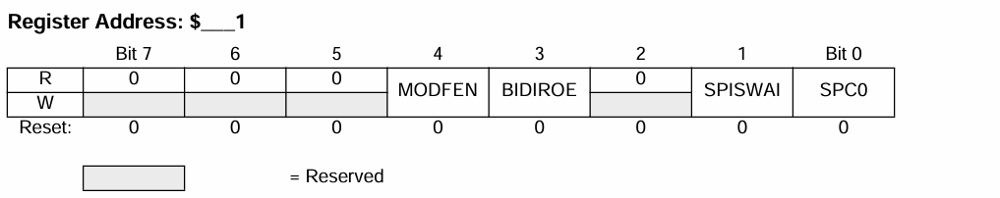 Register Address: $___1
Bit 7 6 5 4 3 2 1 Bit 0
R 0 0 0 MODFEN BIDIROE 0 SPISWAI SPC0
W
Reset: 0 0 0 0 0 0 0 0
= Reserved